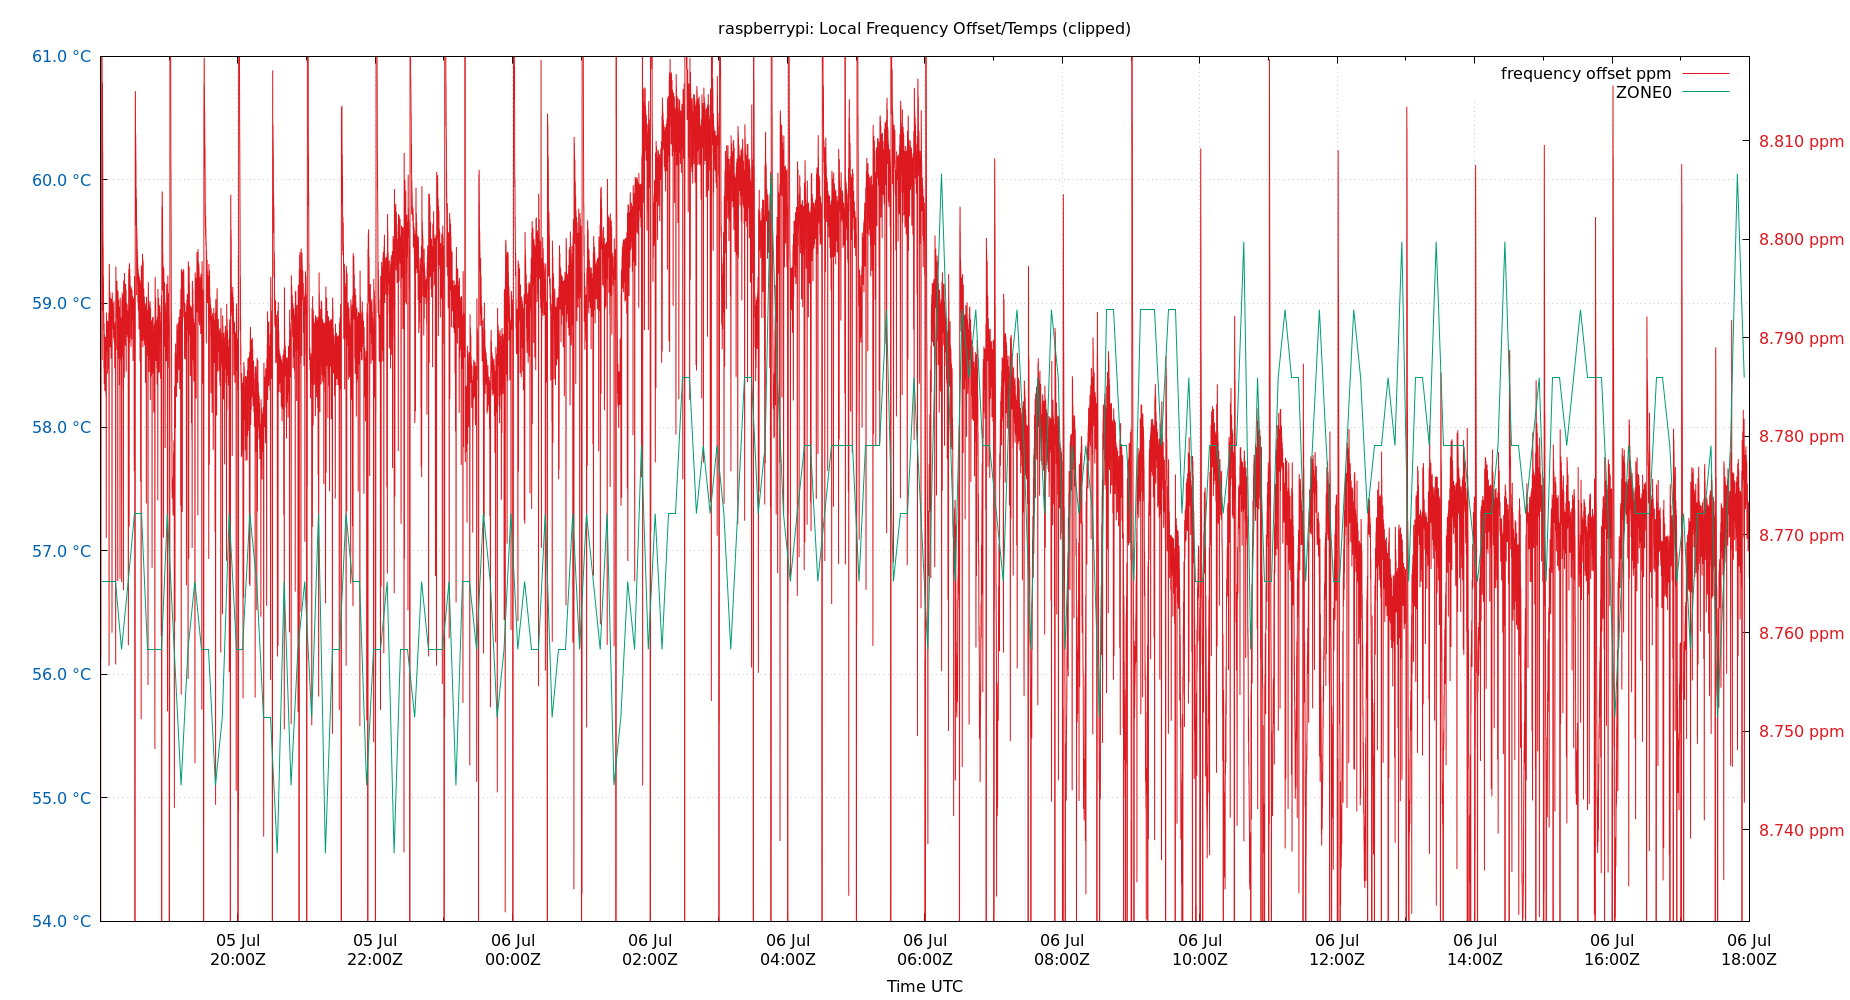 raspberrypi: Local Frequency Offset/Temps (clipped)
frequency offset ppm
ZONE0
61.0 °C
60.0 °C
59.0 °C
58.0 °C
57.0 °C
56.0 °C
55.0 °C
54.0 °C
8.810 ppm
8.800 ppm
8.790 ppm
8.780 ppm
8.770 ppm
8.760 ppm
8.750 ppm
8.740 ppm
05 Jul
20:00Z
05 Jul
22:00Z
06 Jul
00:00Z
06 Jul
02:00Z
06 Jul
04:00Z
06 Jul
06:00Z
06 Jul
08:00Z
06 Jul
10:00Z
06 Jul
12:00Z
06 Jul
14:00Z
06 Jul
16:00Z
06 Jul
18:00Z
Time UTC